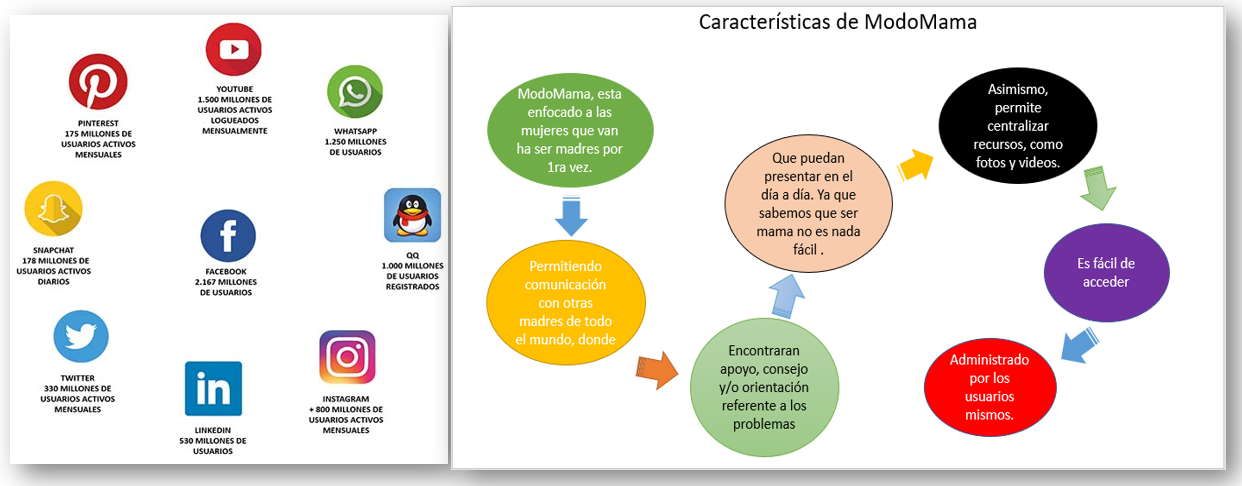 PINTEREST
175 MILLONES DE
USUARIOS ACTIVOS
MENSUALES
YOUTUBE
1.500 MILLONES DE
USUARIOS ACTIVOS
LOGUEADOS
MENSUALMENTE
WHATSAPP
1.250 MILLONES
DE USUARIOS
SNAPCHAT
178 MILLONES DE
USUARIOS ACTIVOS
DIARIOS
FACEBOOK
2.167 MILLONES
DE USUARIOS
QQ
1.000 MILLONES
DE USUARIOS
REGISTRADOS
TWITTER
330 MILLONES DE
USUARIOS ACTIVOS
MENSUALES
LINKEDIN
530 MILLONES DE
USUARIOS
INSTAGRAM
+ 800 MILLONES DE
USUARIOS ACTIVOS
MENSUALES
Características de ModoMama
ModoMama, esta
enfocado a las
mujeres que van
ha ser madres por
1ra vez.
Permitiendo
comunicación
con otras
madres de todo
el mundo, donde
Encontraran
apoyo, consejo
y/o orientación
referente a los
problemas
Que puedan
presentar en el
día a día. Ya que
sabemos que ser
mama no es nada
fácil .
Asimismo,
permite
centralizar
recursos, como
fotos y videos.
Es fácil de
acceder
Administrado
por los
usuarios
mismos.